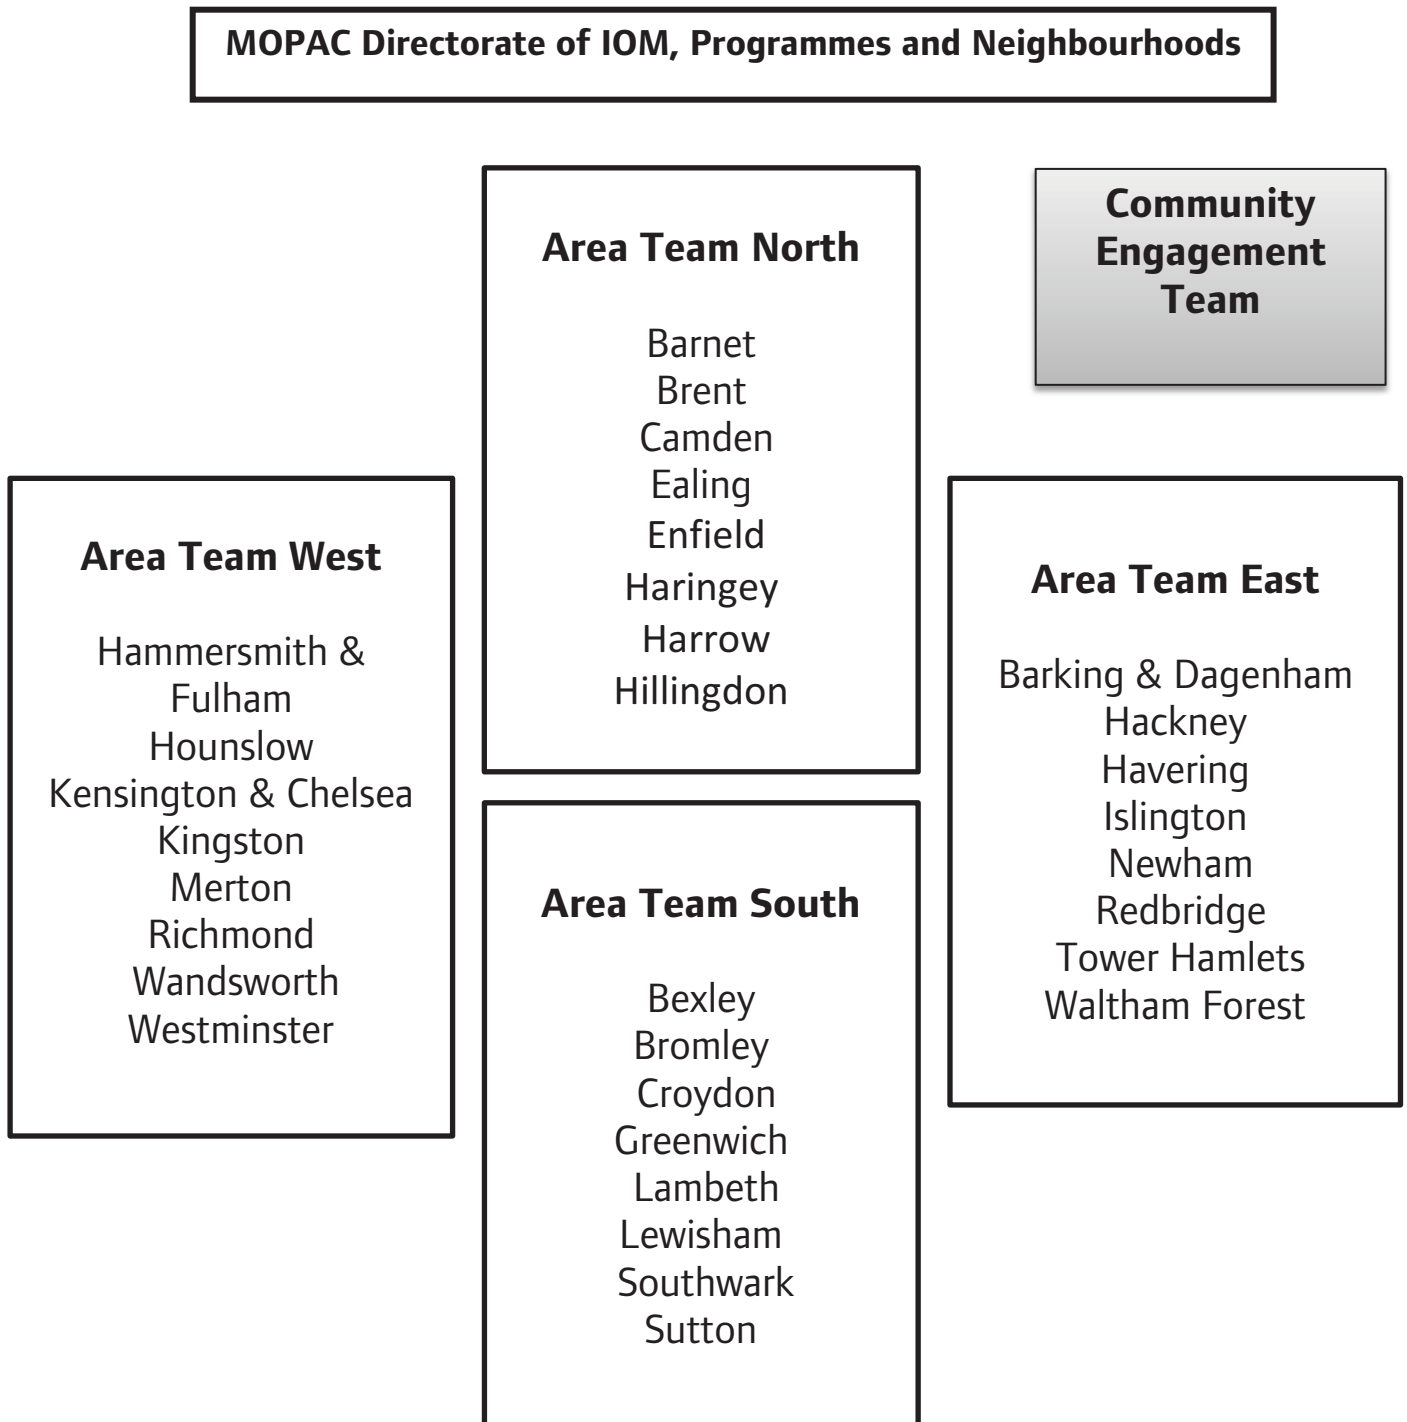 MOPAC Directorate of IOM, Programmes and Neighbourhoods
Area Team North
Barnet
Brent
Camden
Ealing
Enfield
Haringey
Harrow
Hillingdon
Community
Engagement
Team
Area Team West
Hammersmith &
Fulham
Hounslow
Kensington & Chelsea
Kingston
Merton
Richmond
Wandsworth
Westminster
Area Team East
Barking & Dagenham
Hackney
Havering
Islington
Newham
Redbridge
Tower Hamlets
Waltham Forest
Area Team South
Bexley
Bromley
Croydon
Greenwich
Lambeth
Lewisham
Southwark
Sutton